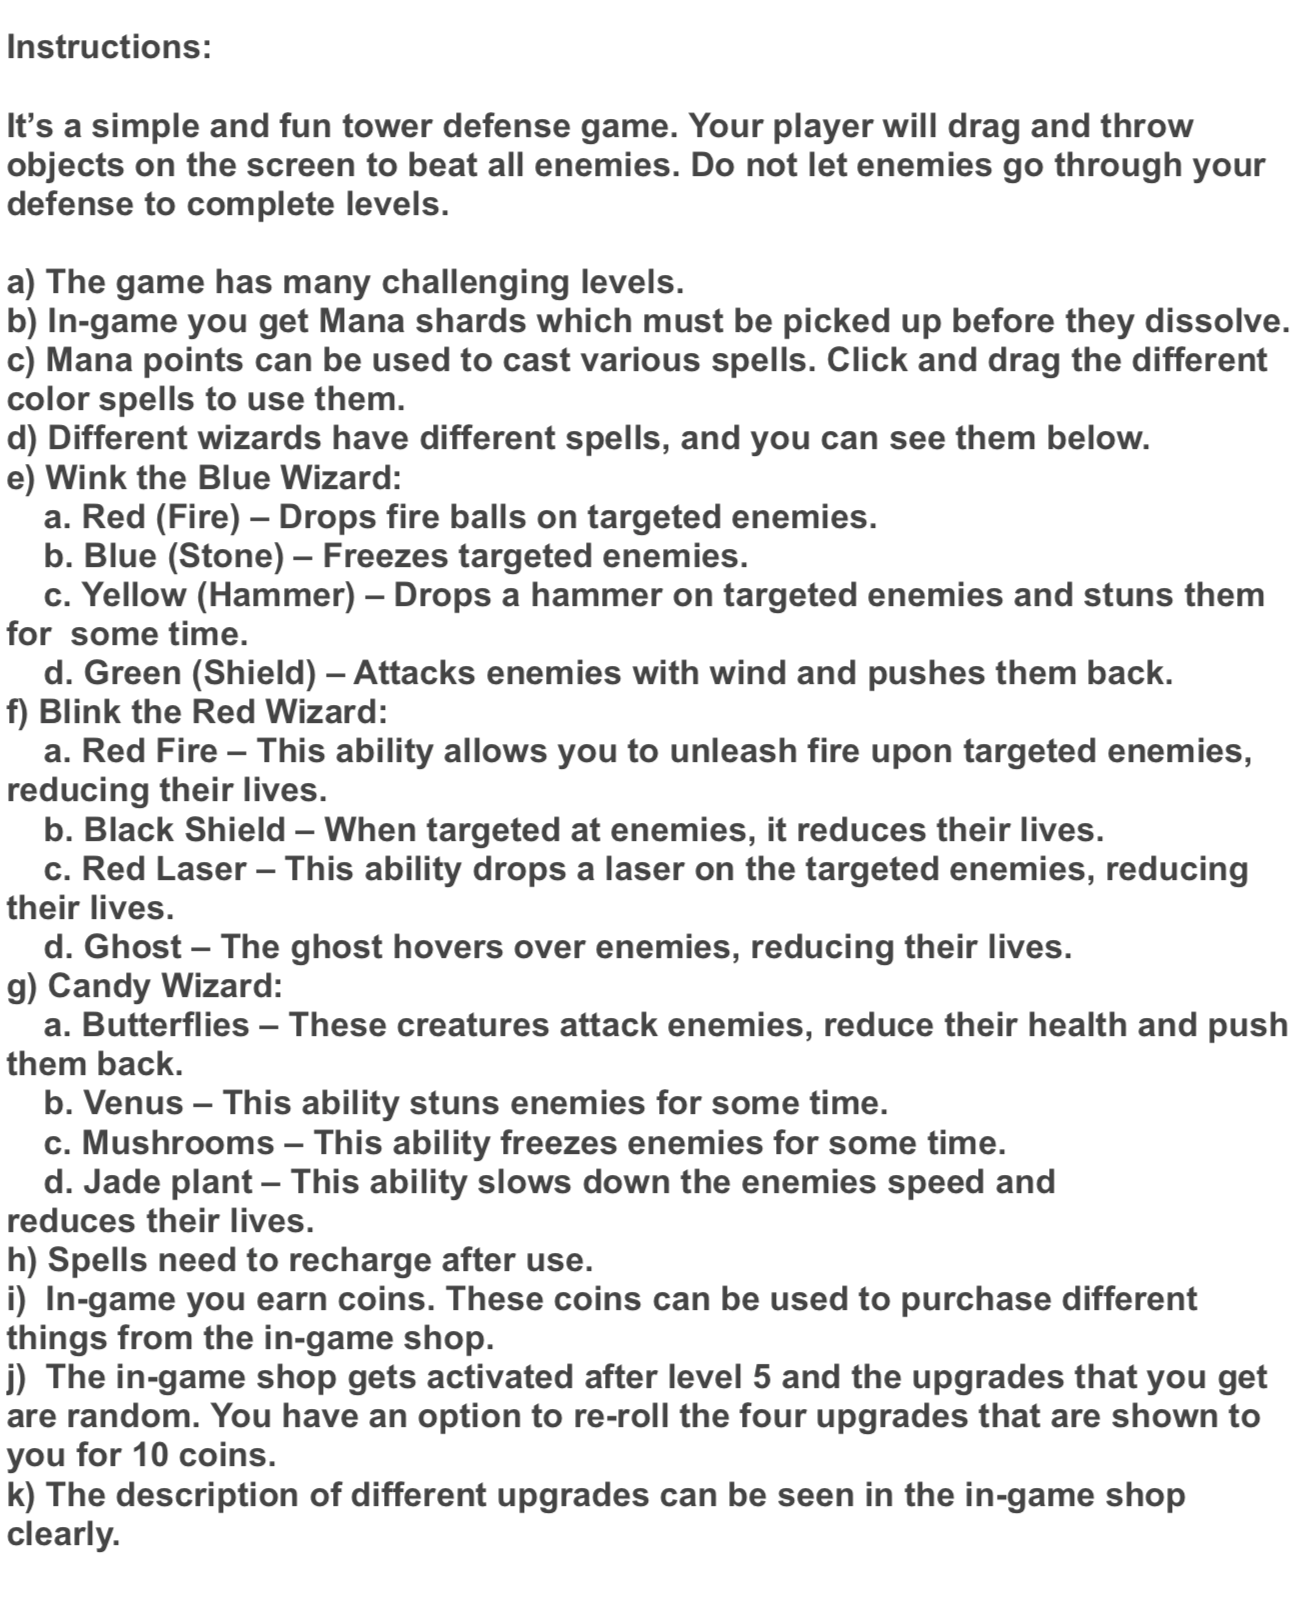 Instructions:
It’s a simple and fun tower defense game. Your player will drag and throw
objects on the screen to beat all enemies. Do not let enemies go through your
defense to complete levels.
a) The game has many challenging levels.
b) In-game you get Mana shards which must be picked up before they dissolve.
c) Mana points can be used to cast various spells. Click and drag the different
color spells to use them.
d) Different wizards have different spells, and you can see them below.
e) Wink the Blue Wizard:
a. Red (Fire) – Drops fire balls on targeted enemies.
b. Blue (Stone) – Freezes targeted enemies.
c. Yellow (Hammer) – Drops a hammer on targeted enemies and stuns them
for  some time.
d. Green (Shield) – Attacks enemies with wind and pushes them back.
f) Blink the Red Wizard:
a. Red Fire – This ability allows you to unleash fire upon targeted enemies,
reducing their lives.
b. Black Shield – When targeted at enemies, it reduces their lives.
c. Red Laser – This ability drops a laser on the targeted enemies, reducing
their lives.
d. Ghost – The ghost hovers over enemies, reducing their lives.
g) Candy Wizard:
a. Butterflies – These creatures attack enemies, reduce their health and push
them back.
b. Venus – This ability stuns enemies for some time.
c. Mushrooms – This ability freezes enemies for some time.
d. Jade plant – This ability slows down the enemies speed and
reduces their lives.
h) Spells need to recharge after use.
i)  In-game you earn coins. These coins can be used to purchase different
things from the in-game shop.
j)  The in-game shop gets activated after level 5 and the upgrades that you get
are random. You have an option to re-roll the four upgrades that are shown to
you for 10 coins.
k) The description of different upgrades can be seen in the in-game shop
clearly.